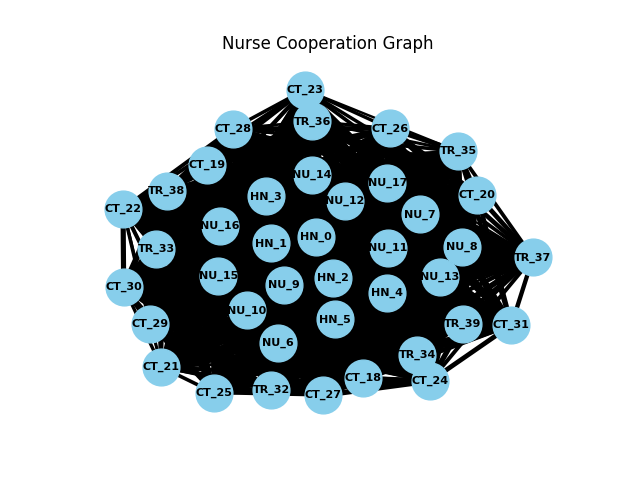 Nurse Cooperation Graph
CT_23
TR_36
CT_28
CT_26
TR_35
CT_19
NU_14
NU_17
TR_38
HN_3
NU_12
CT_20
CT_22
NU_7
NU_16
HN_0
HN_1
NU_11
NU_8
TR_33
TR_37
NU_15
HN_2
NU_13
CT_30
NU_9
HN_4
NU_10
HN_5
CT_29
TR_39
CT_31
NU_6
TR_34
CT_21
CT_18
CT_24
TR_32
CT_25
CT_27